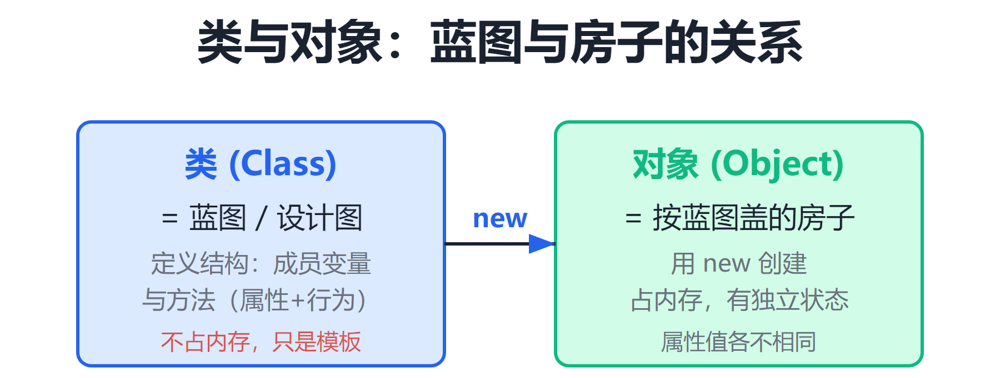 类与对象：蓝图与房子的关系
类 (Class)
= 蓝图 / 设计图
定义结构：成员变量
与方法（属性+行为）
不占内存，只是模板
new
对象 (Object)
= 按蓝图盖的房子
用 new 创建
占内存，有独立状态
属性值各不相同